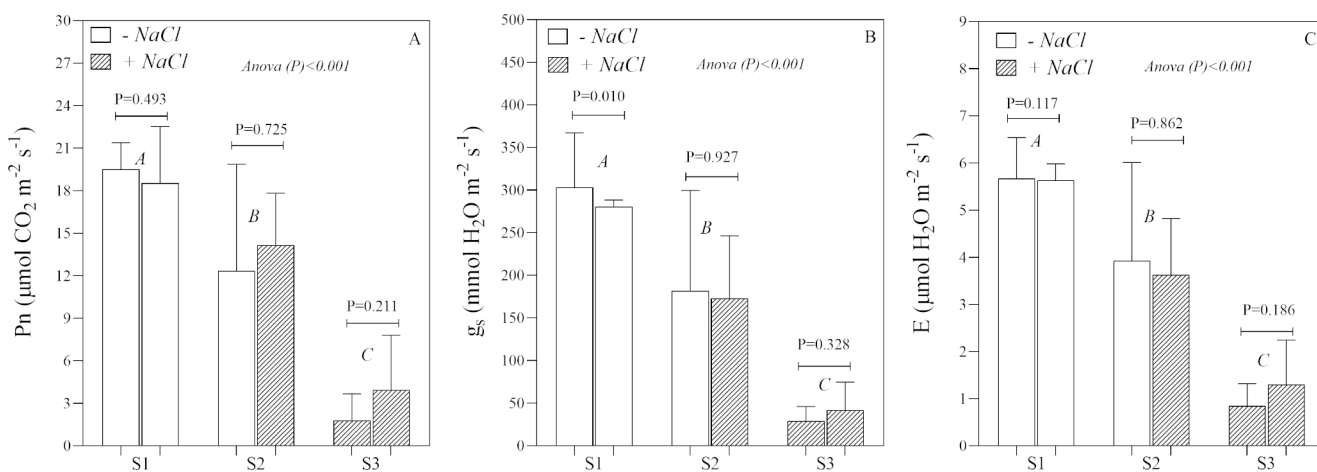 A
- NaCl
+ NaCl
Anova (P)<0.001
P=0.493
P=0.725
P=0.211
A
B
C
Pn (µmol CO₂ m⁻² s⁻¹)
30
27
24
21
18
15
12
9
6
3
0
S1
S2
S3
B
- NaCl
+ NaCl
Anova (P)<0.001
P=0.010
P=0.927
P=0.328
A
B
C
gₛ (mmol H₂O m⁻² s⁻¹)
500
450
400
350
300
250
200
150
100
50
0
S1
S2
S3
C
- NaCl
+ NaCl
Anova (P)<0.001
P=0.117
P=0.862
P=0.186
A
B
C
E (µmol H₂O m⁻² s⁻¹)
9
8
7
6
5
4
3
2
1
0
S1
S2
S3